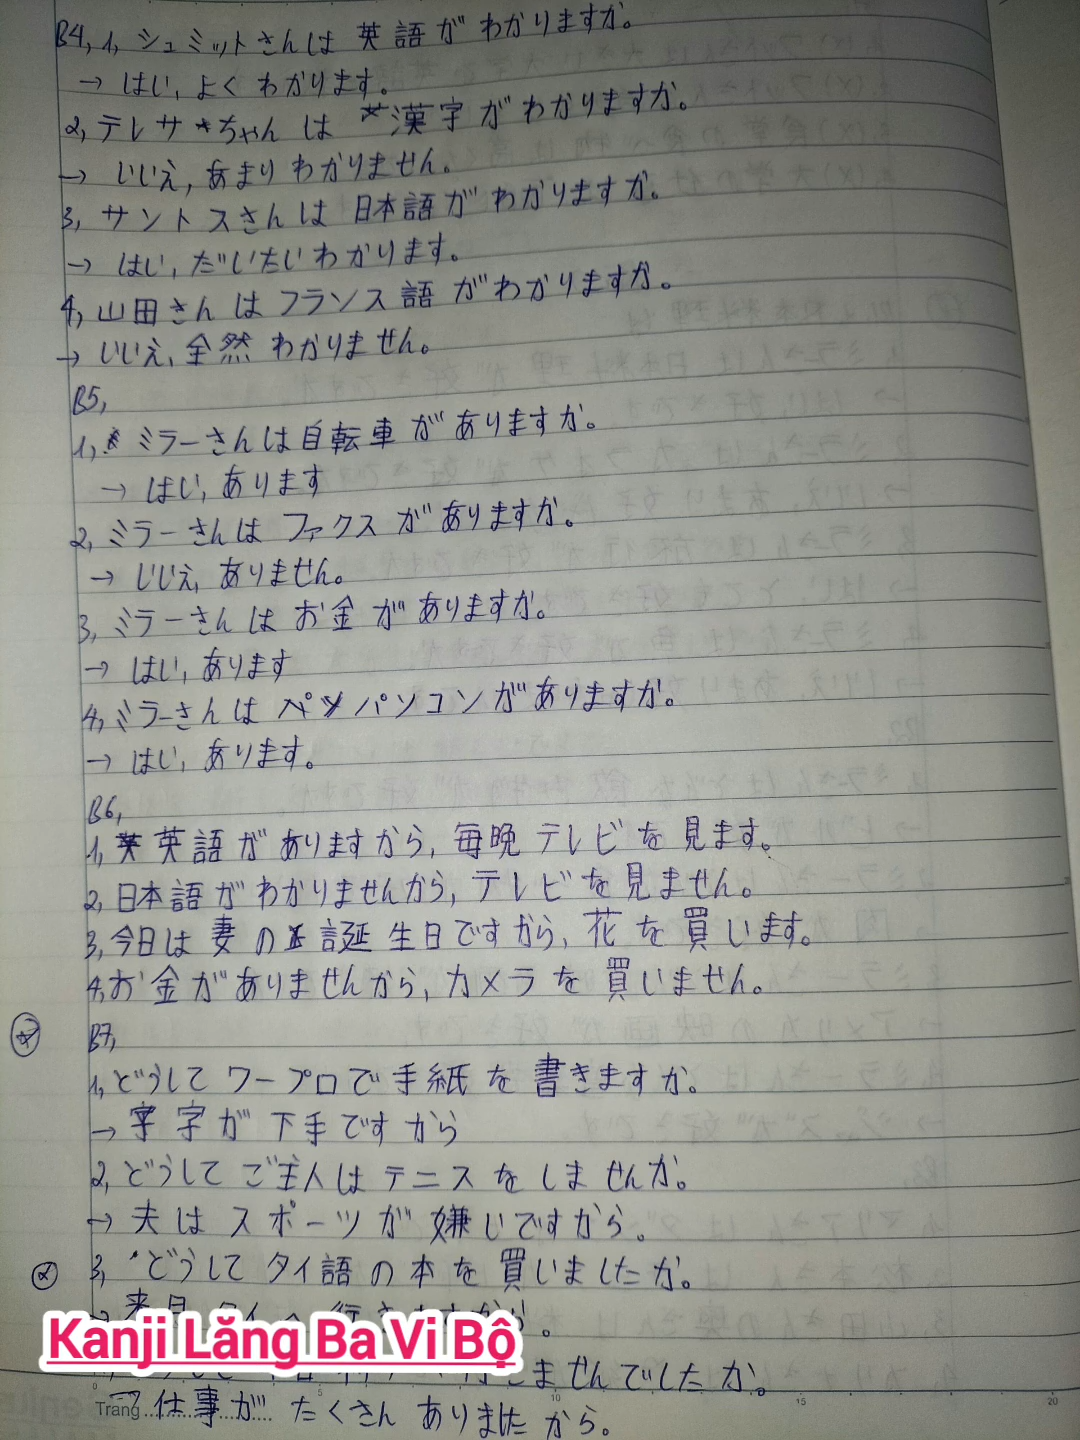 B4, 1, シュミットさんは 英語が わかりますか。
→ はい, よく わかります。
2, テレサちゃんは 漢字が わかりますか。
→ いいえ, あまり わかりません。
3, サントスさんは 日本語が わかりますか。
→ はい, だいたい わかります。
4, 山田さんは フランス語が わかりますか。
→ いいえ, 全然 わかりません。
B5,
1, ミラーさんは 自転車が ありますか。
→ はい, あります
2, ミラーさんは ファクスが ありますか。
→ いいえ, ありません。
3, ミラーさんは お金が ありますか。
→ はい, あります
4, ミラーさんは パソコンが ありますか。
→ はい, あります。
B6,
1, 英語が ありますから, 毎晩 テレビを 見ます。
2, 日本語が わかりませんから, テレビを 見ません。
3, 今日は 妻の 誕生日ですから, 花を 買います。
4, お金が ありませんから, カメラを 買いません。
B7,
1, どうして ワープロで 手紙を 書きますか。
→ 字が 下手ですから
2, どうして ご主人は テニスを しませんか。
→ 夫は スポーツが 嫌いですから。
3, どうして タイ語の 本を 買いましたか。
Kanji Lăng Ba Vi Bộ
ませんでしたか。
→ 仕事が たくさん ありましたから。
Trang
5 10 15 20